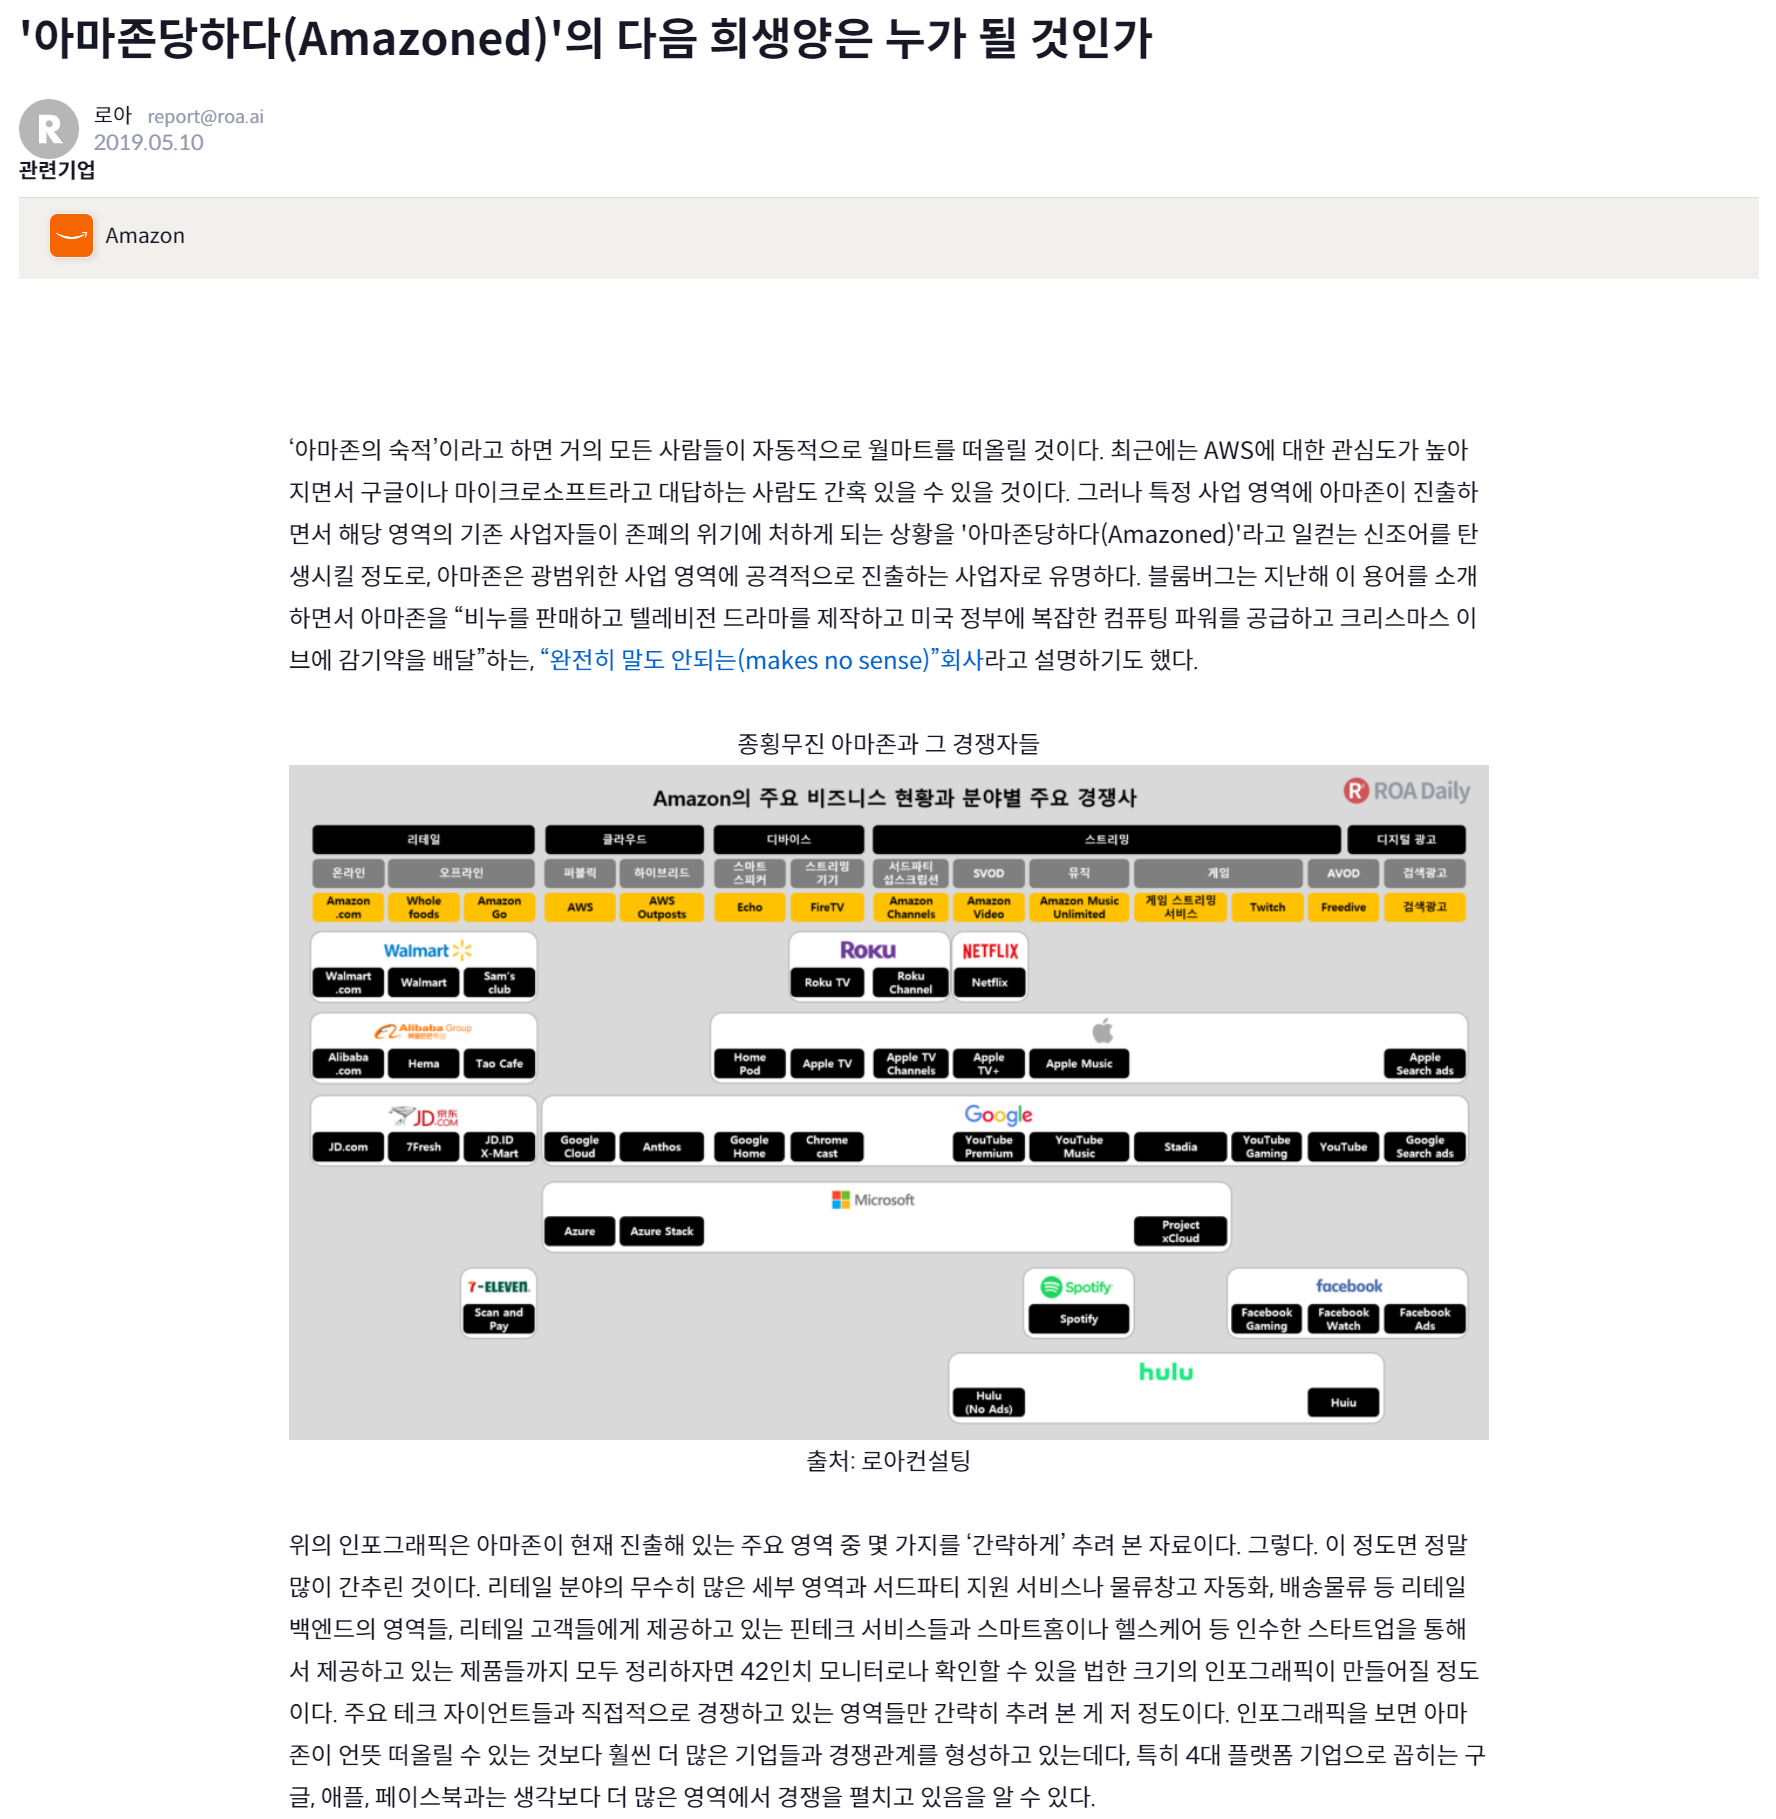 '아마존당하다(Amazoned)'의 다음 희생양은 누가 될 것인가
로아 report@roa.ai
2019.05.10
관련기업
Amazon
‘아마존의 숙적’이라고 하면 거의 모든 사람들이 자동적으로 월마트를 떠올릴 것이다. 최근에는 AWS에 대한 관심도가 높아
지면서 구글이나 마이크로소프트라고 대답하는 사람도 간혹 있을 수 있을 것이다. 그러나 특정 사업 영역에 아마존이 진출하
면서 해당 영역의 기존 사업자들이 존폐의 위기에 처하게 되는 상황을 '아마존당하다(Amazoned)'라고 일컫는 신조어를 탄
생시킬 정도로, 아마존은 광범위한 사업 영역에 공격적으로 진출하는 사업자로 유명하다. 블룸버그는 지난해 이 용어를 소개
하면서 아마존을 “비누를 판매하고 텔레비전 드라마를 제작하고 미국 정부에 복잡한 컴퓨팅 파워를 공급하고 크리스마스 이
브에 감기약을 배달”하는, “완전히 말도 안되는(makes no sense)”회사라고 설명하기도 했다.
종횡무진 아마존과 그 경쟁자들
Amazon의 주요 비즈니스 현황과 분야별 주요 경쟁사
R ROA Daily
리테일 클라우드 디바이스 스트리밍 디지털 광고
온라인 오프라인 퍼블릭 하이브리드 스마트 스피커 스트리밍 기기 서드파티 섭스크립션 SVOD 뮤직 게임 AVOD 검색광고
Amazon .com Whole foods Amazon Go AWS AWS Outposts Echo FireTV Amazon Channels Amazon Video Amazon Music Unlimited 게임 스트리밍 서비스 Twitch Freedive 검색광고
Walmart ROKU NETFLIX
Walmart .com Walmart Sam's club Roku TV Roku Channel Netflix
Alibaba Group
Alibaba .com Hema Tao Cafe Home Pod Apple TV Apple TV Channels Apple TV+ Apple Music Apple Search ads
JD.COM 京东 Google
JD.com 7Fresh JD.ID X-Mart Google Cloud Anthos Google Home Chrome cast YouTube Premium YouTube Music Stadia YouTube Gaming YouTube Google Search ads
Microsoft
Azure Azure Stack Project xCloud
7-ELEVEN. Spotify facebook
Scan and Pay Spotify Facebook Gaming Facebook Watch Facebook Ads
hulu
Hulu (No Ads) Huiu
출처: 로아컨설팅
위의 인포그래픽은 아마존이 현재 진출해 있는 주요 영역 중 몇 가지를 ‘간략하게’ 추려 본 자료이다. 그렇다. 이 정도면 정말
많이 간추린 것이다. 리테일 분야의 무수히 많은 세부 영역과 서드파티 지원 서비스나 물류창고 자동화, 배송물류 등 리테일
백엔드의 영역들, 리테일 고객들에게 제공하고 있는 핀테크 서비스들과 스마트홈이나 헬스케어 등 인수한 스타트업을 통해
서 제공하고 있는 제품들까지 모두 정리하자면 42인치 모니터로나 확인할 수 있을 법한 크기의 인포그래픽이 만들어질 정도
이다. 주요 테크 자이언트들과 직접적으로 경쟁하고 있는 영역들만 간략히 추려 본 게 저 정도이다. 인포그래픽을 보면 아마
존이 언뜻 떠올릴 수 있는 것보다 훨씬 더 많은 기업들과 경쟁관계를 형성하고 있는데다, 특히 4대 플랫폼 기업으로 꼽히는 구
글, 애플, 페이스북과는 생각보다 더 많은 영역에서 경쟁을 펼치고 있음을 알 수 있다.